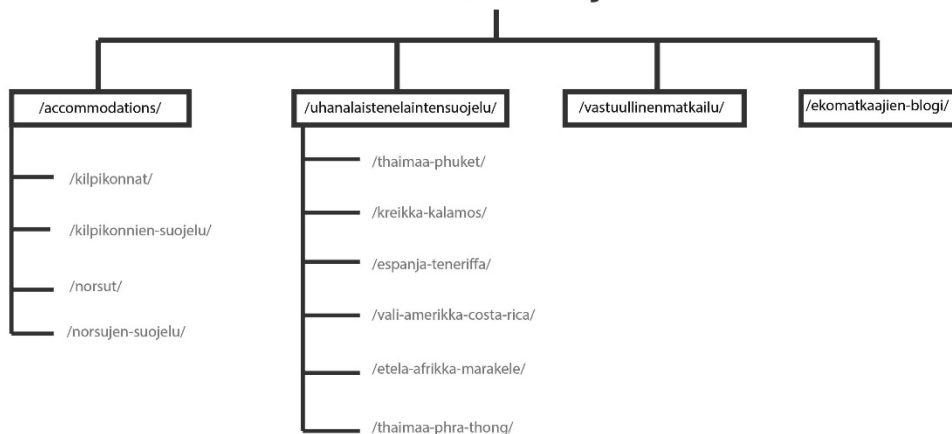 /accommodations/
/uhanalaistenelaintensuojelu/
/vastuullinenmatkailu/
/ekomatkaajien-blogi/
/kilpikonnat/
/kilpikonnien-suojelu/
/norsut/
/norsujen-suojelu/
/thaimaa-phuket/
/kreikka-kalamos/
/espanja-teneriffa/
/vali-amerikka-costa-rica/
/etela-afrikka-marakele/
/thaimaa-phra-thong/